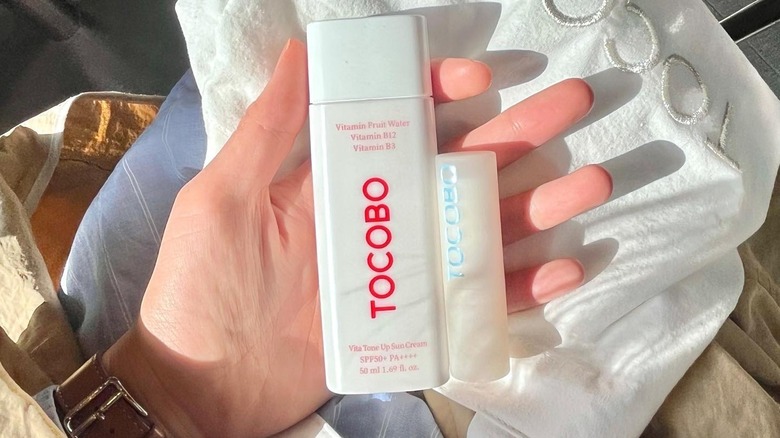 Vitamin Fruit Water
Vitamin B12
Vitamin B3
TOCOBO
Vita Tone Up Sun Cream
SPF50+ PA++++
50 ml 1.69 fl. oz.
TOCOBO